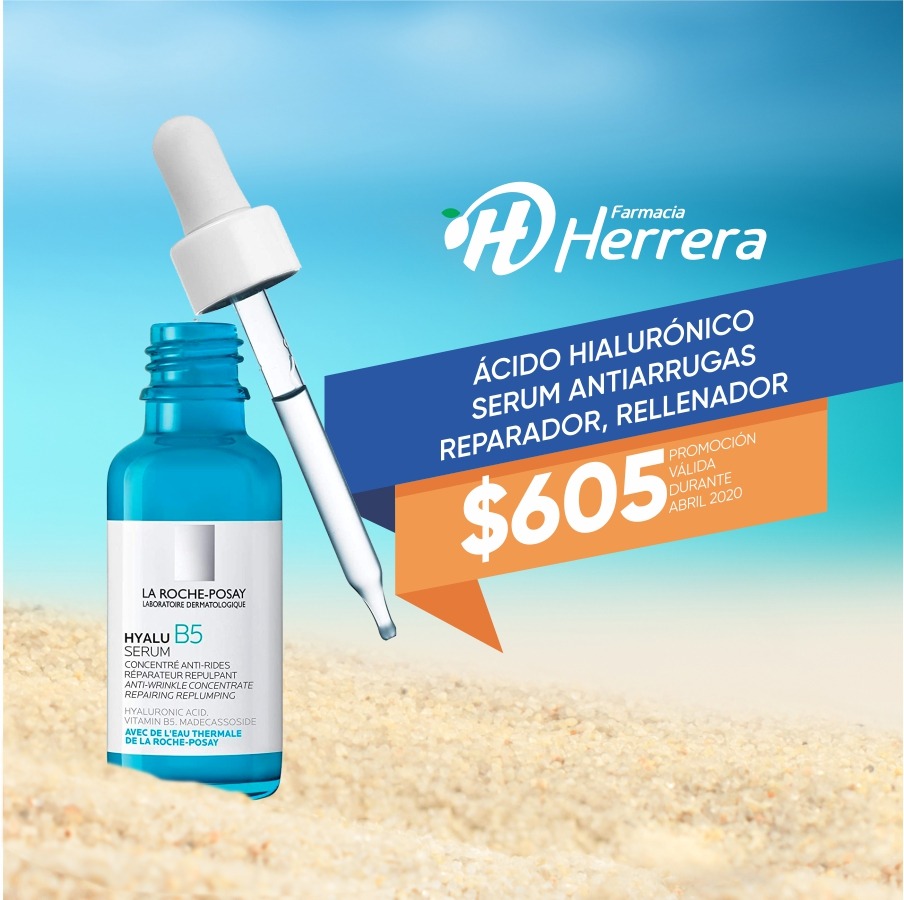 Farmacia
Herrera
ÁCIDO HIALURÓNICO
SERUM ANTIARRUGAS
REPARADOR, RELLENADOR
$605
PROMOCIÓN
VÁLIDA
DURANTE
ABRIL 2020
LA ROCHE-POSAY
LABORATOIRE DERMATOLOGIQUE
HYALU B5
SERUM
CONCENTRÉ ANTI-RIDES
RÉPARATEUR REPULPANT
ANTI-WRINKLE CONCENTRATE
REPAIRING REPLUMPING
HYALURONIC ACID.
VITAMIN B5. MADECASSOSIDE
AVEC DE L'EAU THERMALE
DE LA ROCHE-POSAY